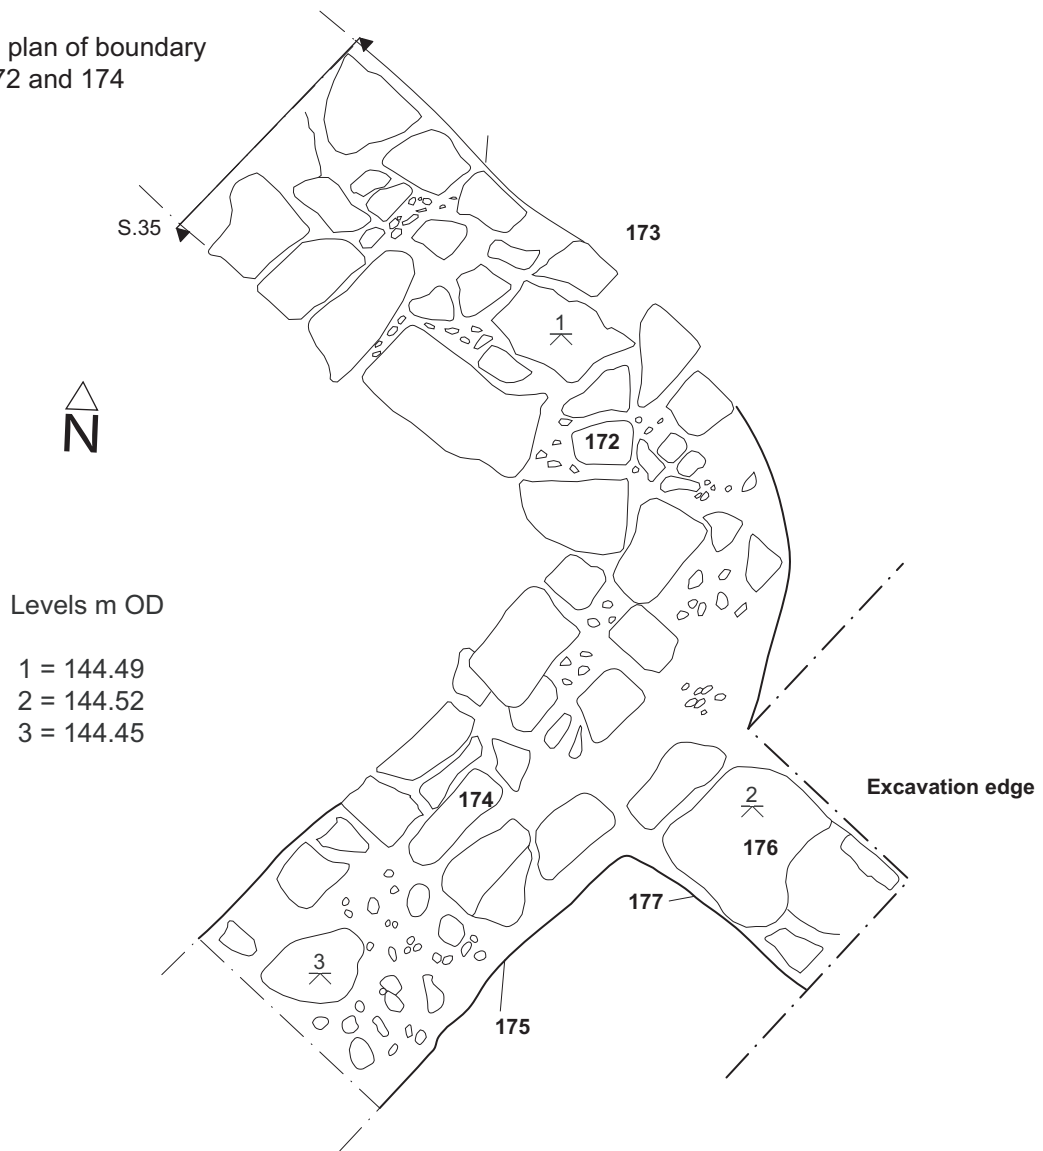 plan of boundary
72 and 174
S.35
173
1
N
172
Levels m OD
1 = 144.49
2 = 144.52
3 = 144.45
Excavation edge
2
174
176
177
3
175